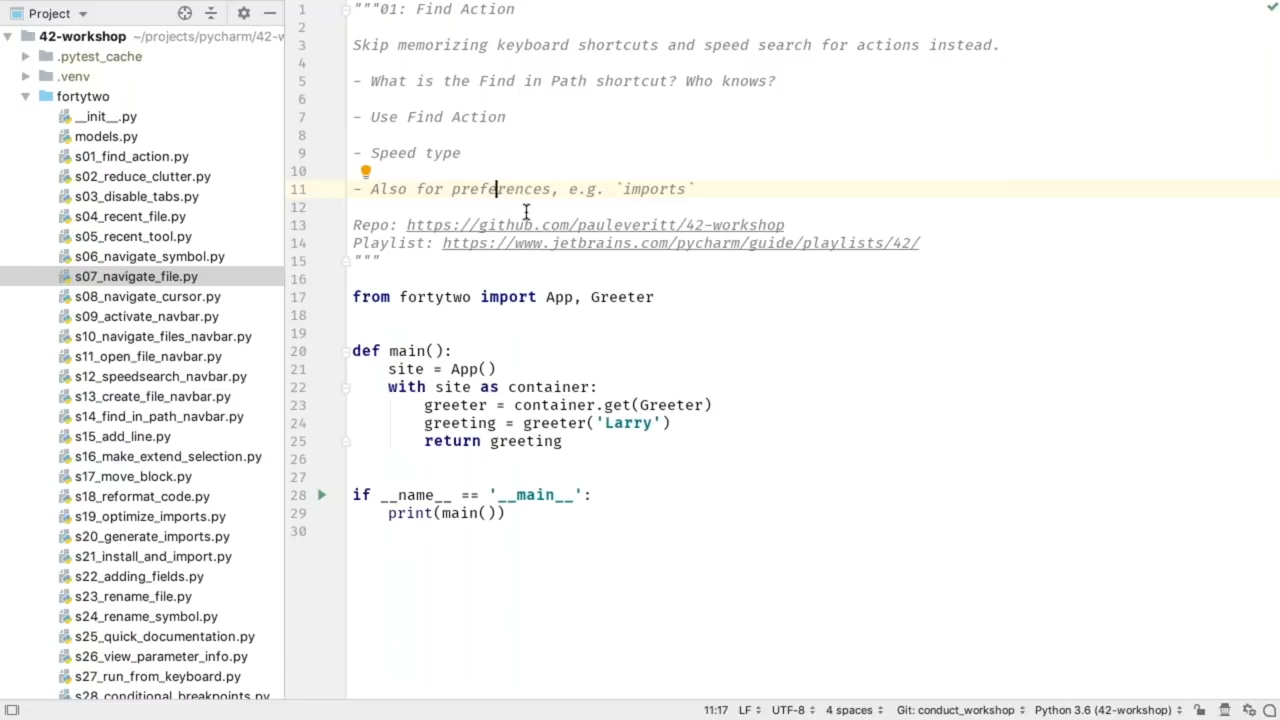 Project
42-workshop ~/projects/pycharm/42-w
.pytest_cache
.venv
fortytwo
__init__.py
models.py
s01_find_action.py
s02_reduce_clutter.py
s03_disable_tabs.py
s04_recent_file.py
s05_recent_tool.py
s06_navigate_symbol.py
s07_navigate_file.py
s08_navigate_cursor.py
s09_activate_navbar.py
s10_navigate_files_navbar.py
s11_open_file_navbar.py
s12_speedsearch_navbar.py
s13_create_file_navbar.py
s14_find_in_path_navbar.py
s15_add_line.py
s16_make_extend_selection.py
s17_move_block.py
s18_reformat_code.py
s19_optimize_imports.py
s20_generate_imports.py
s21_install_and_import.py
s22_adding_fields.py
s23_rename_file.py
s24_rename_symbol.py
s25_quick_documentation.py
s26_view_parameter_info.py
s27_run_from_keyboard.py
s28_conditional_breakpoints.py
1 """01: Find Action
2
3 Skip memorizing keyboard shortcuts and speed search for actions instead.
4
5 - What is the Find in Path shortcut? Who knows?
6
7 - Use Find Action
8
9 - Speed type
10
11 - Also for preferences, e.g. `imports`
12
13 Repo: https://github.com/pauleveritt/42-workshop
14 Playlist: https://www.jetbrains.com/pycharm/guide/playlists/42/
15 """
16
17 from fortytwo import App, Greeter
18
19
20 def main():
21     site = App()
22     with site as container:
23         greeter = container.get(Greeter)
24         greeting = greeter('Larry')
25         return greeting
26
27
28 if __name__ == '__main__':
29     print(main())
30
11:17 LF UTF-8 4 spaces Git: conduct_workshop Python 3.6 (42-workshop)